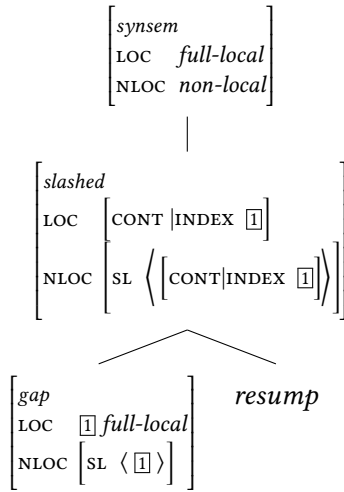 synsem
LOC full-local
NLOC non-local
slashed
LOC [CONT |INDEX 1]
NLOC [SL ⟨[CONT|INDEX 1]⟩]
gap
LOC 1 full-local
NLOC [SL ⟨ 1 ⟩]
resump